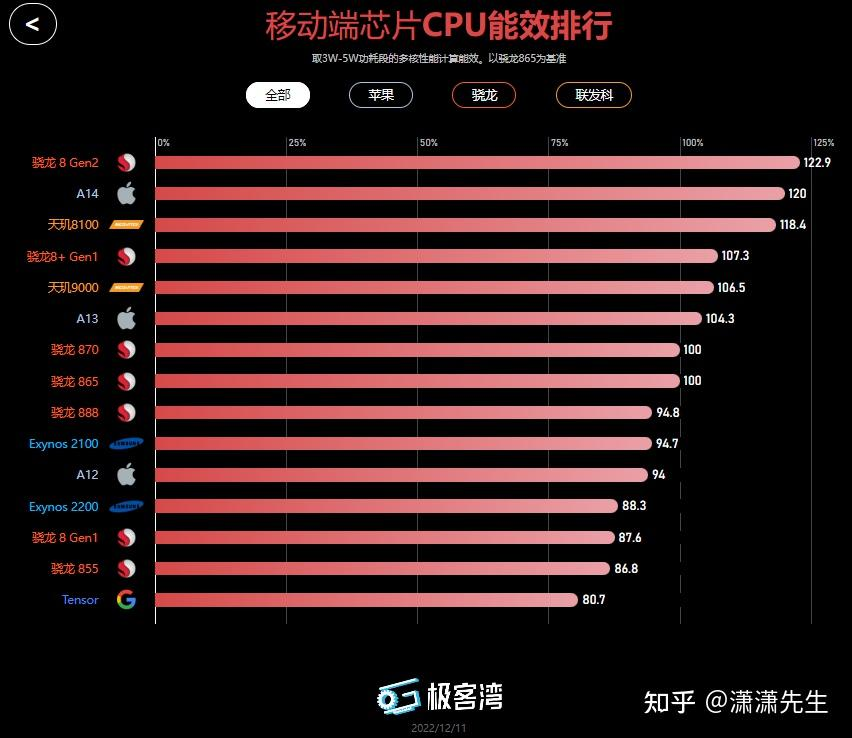 <
移动端芯片CPU能效排行
取3W-5W功耗段的多核性能计算能效。以骁龙865为基准
全部 苹果 骁龙 联发科
0% 25% 50% 75% 100% 125%
骁龙 8 Gen2 122.9
A14 120
天玑8100 118.4
骁龙8+ Gen1 107.3
天玑9000 106.5
A13 104.3
骁龙 870 100
骁龙 865 100
骁龙 888 94.8
Exynos 2100 SAMSUNG 94.7
A12 94
Exynos 2200 SAMSUNG 88.3
骁龙 8 Gen1 87.6
骁龙 855 86.8
Tensor G 80.7
极客湾
知乎 @潇潇先生
2022/12/11